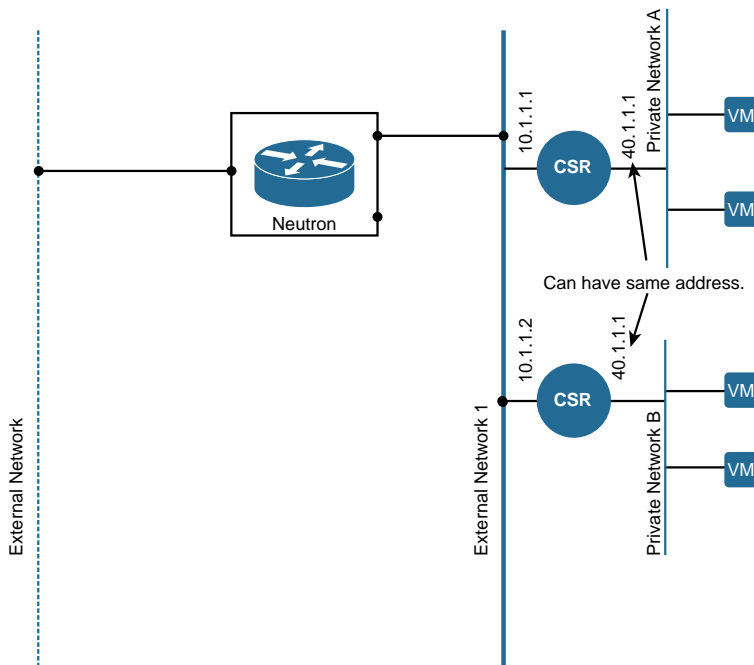 External Network
Neutron
External Network 1
10.1.1.1
CSR
40.1.1.1
Private Network A
VM
VM
Can have same address.
10.1.1.2
CSR
40.1.1.1
Private Network B
VM
VM